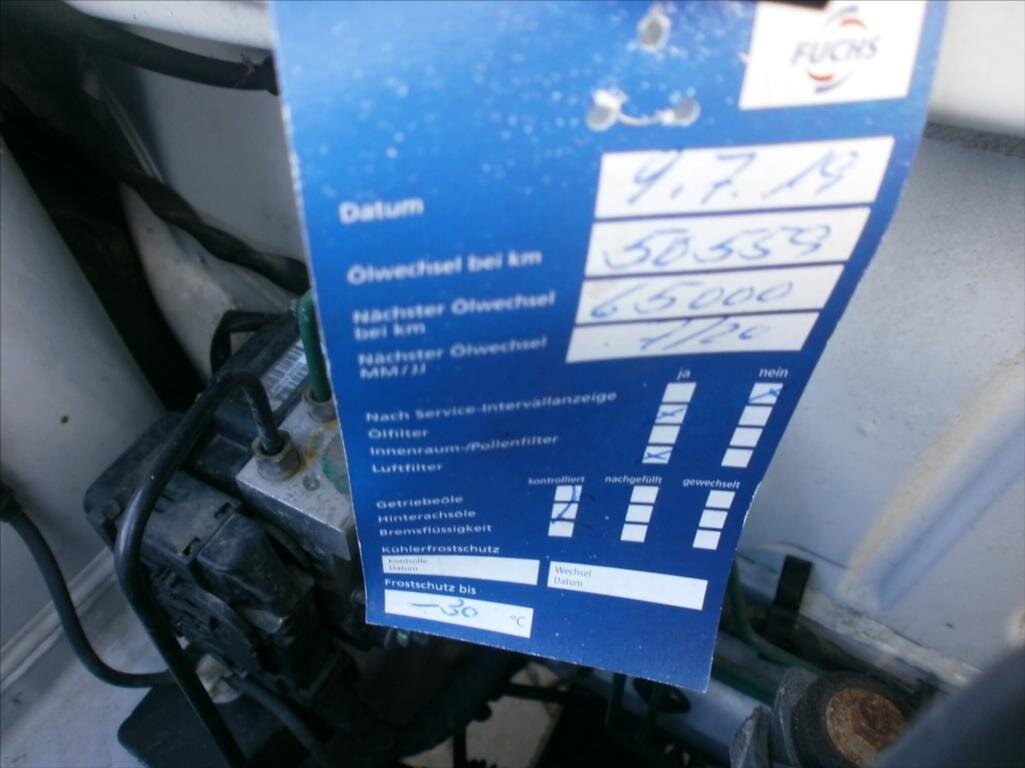 FUCHS
Datum 9.7.19
Ölwechsel bei km 50559
Nächster Ölwechsel
bei km 65000
Nächster Ölwechsel
MM/JJ 7/20
ja nein
Nach Service-Intervallanzeige
Ölfilter
Innenraum-/Pollenfilter
Luftfilter
kontrolliert nachgefüllt gewechselt
Getriebeöle
Hinterachsöle
Bremsflüssigkeit
Kühlerfrostschutz
Kontrolle
Datum
Wechsel
Datum
Frostschutz bis
-30 °C